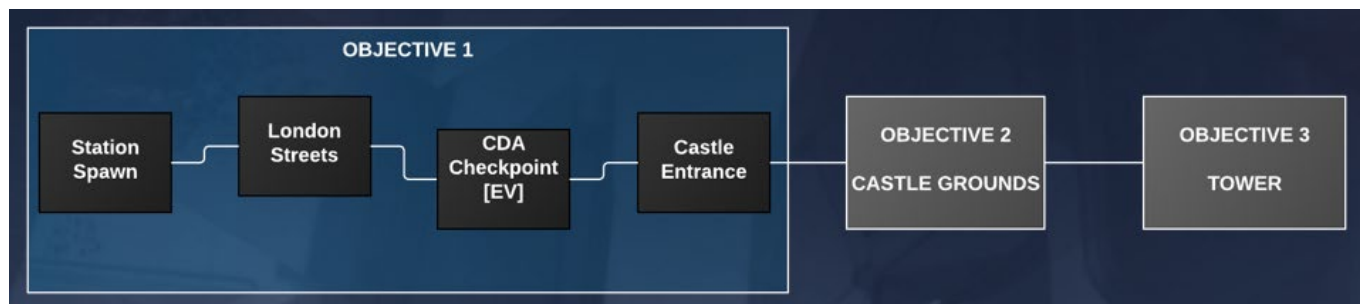 OBJECTIVE 1
Station
Spawn
London
Streets
CDA
Checkpoint
[EV]
Castle
Entrance
OBJECTIVE 2
CASTLE GROUNDS
OBJECTIVE 3
TOWER